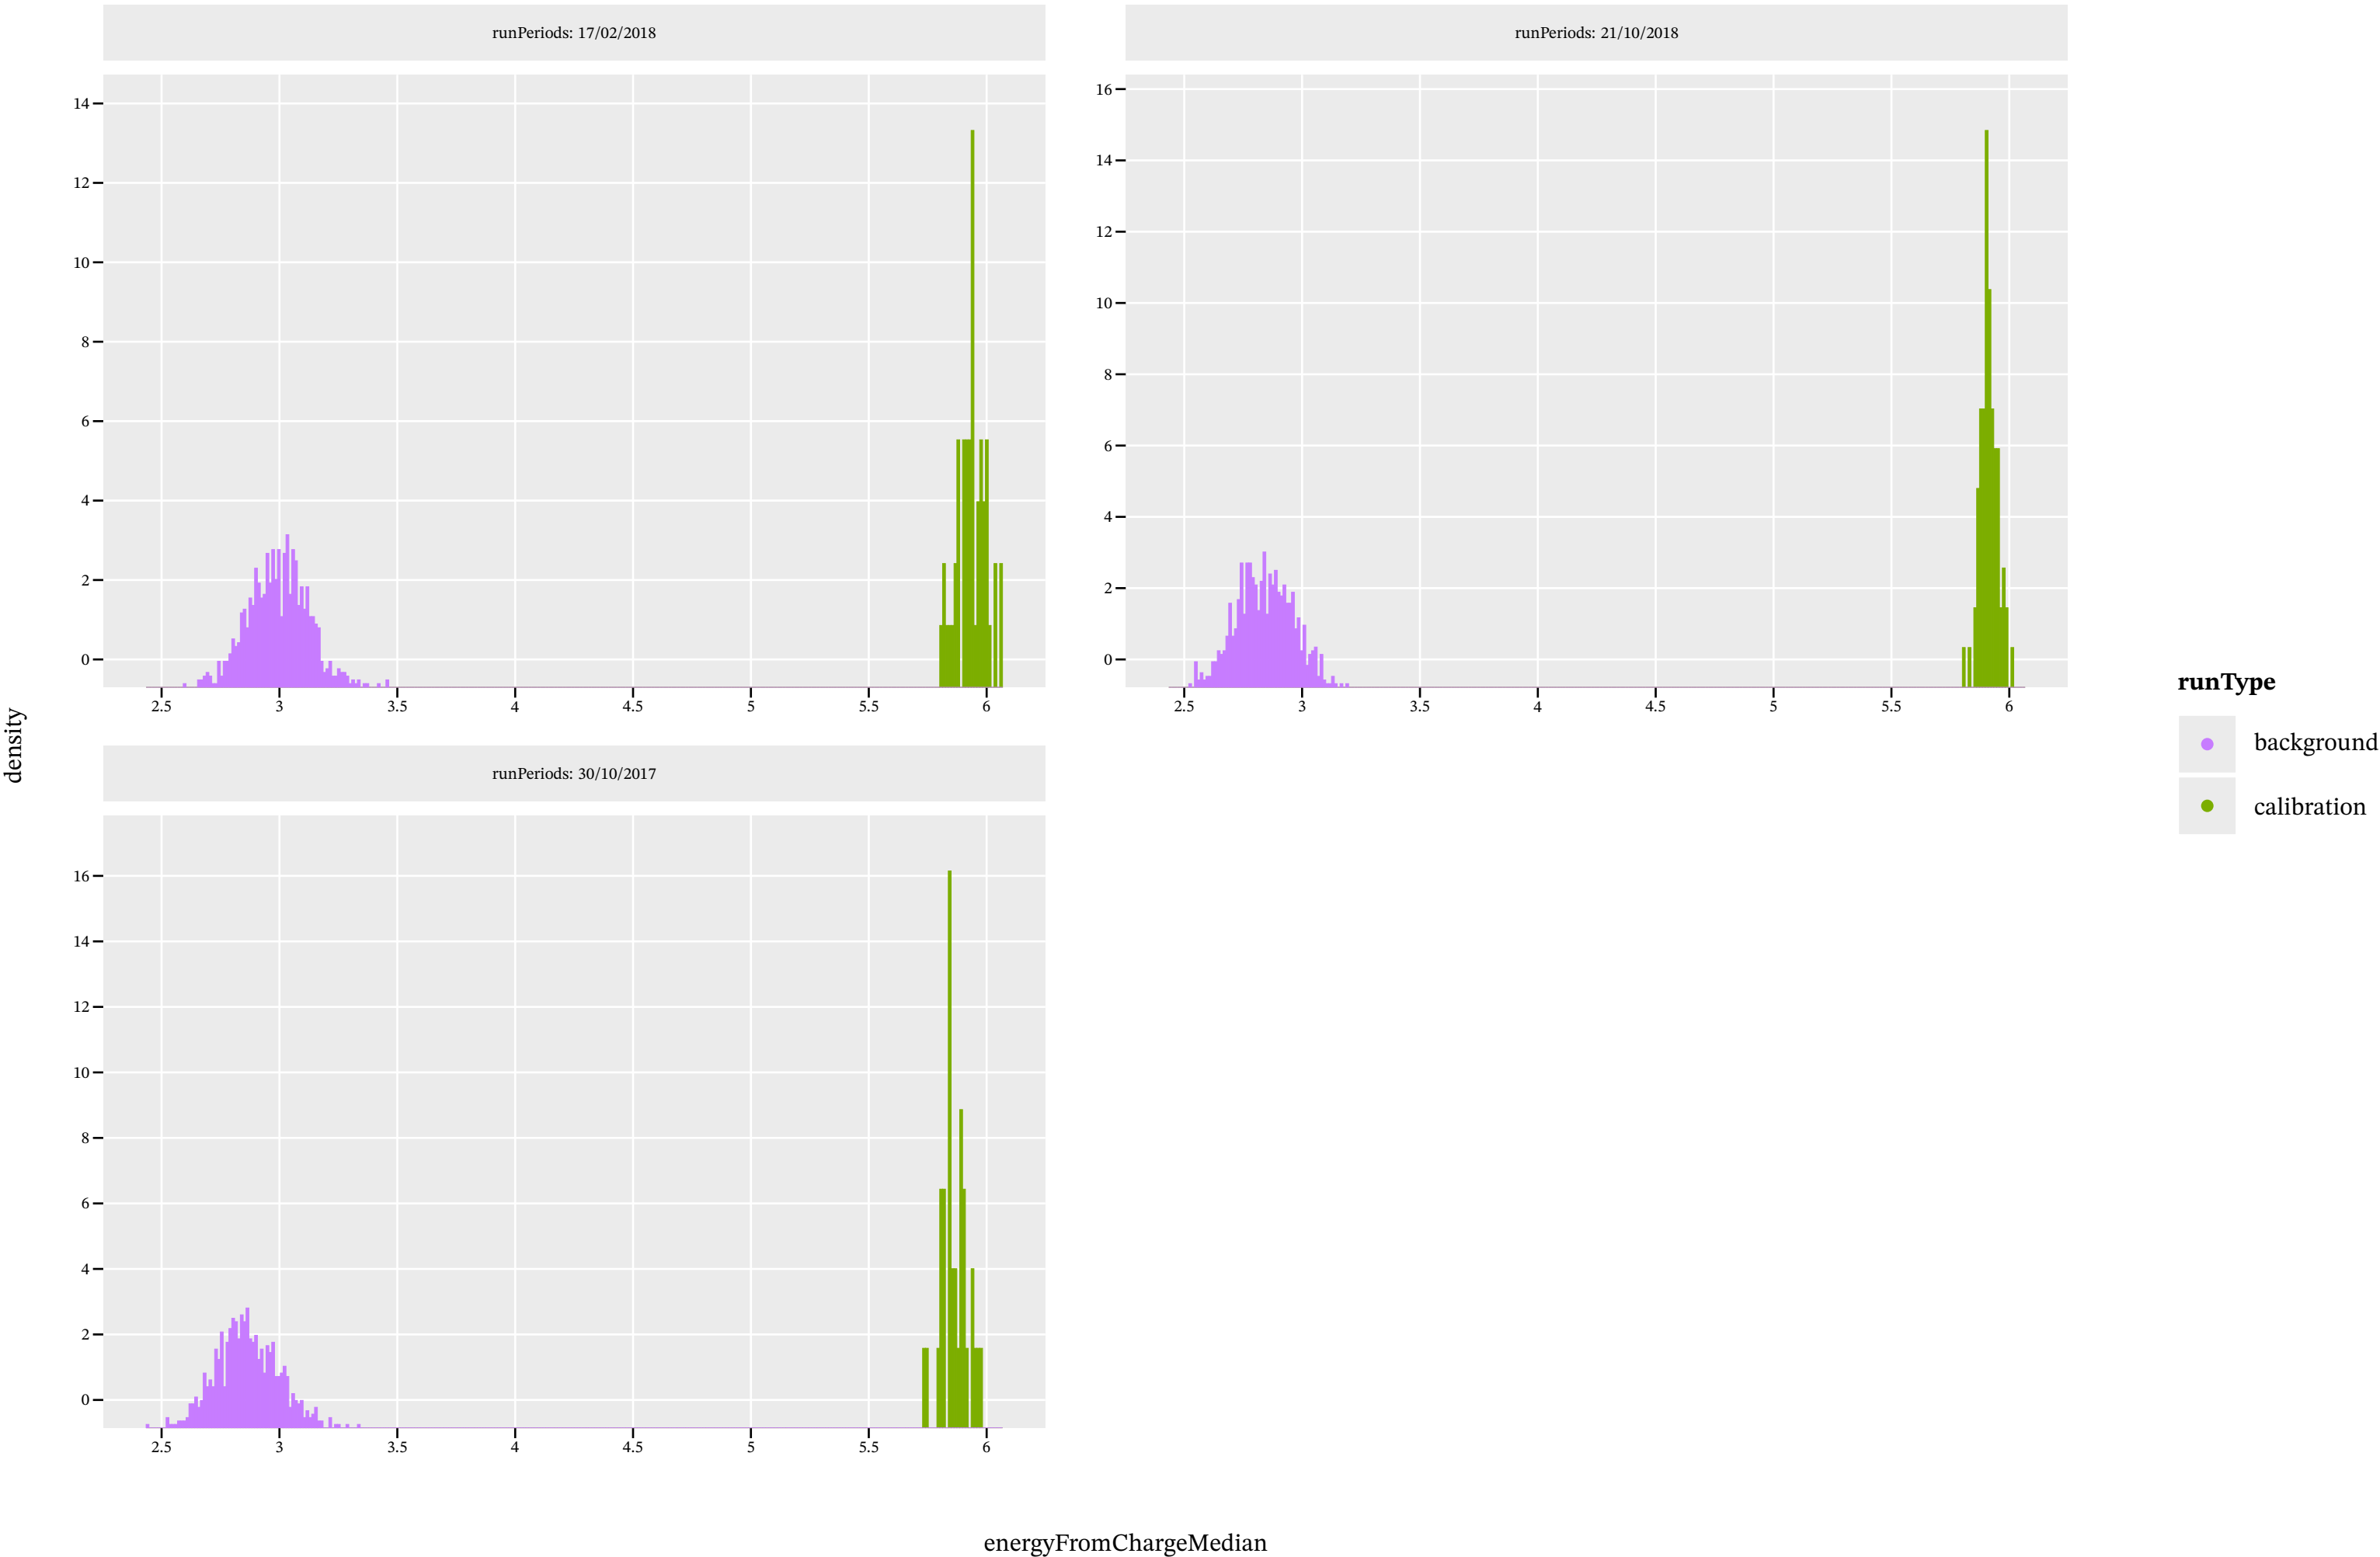 runPeriods: 17/02/2018
14
12
10
8
6
4
2
0
2.5 3 3.5 4 4.5 5 5.5 6
runPeriods: 21/10/2018
16
14
12
10
8
6
4
2
0
2.5 3 3.5 4 4.5 5 5.5 6
runPeriods: 30/10/2017
16
14
12
10
8
6
4
2
0
2.5 3 3.5 4 4.5 5 5.5 6
density
energyFromChargeMedian
runType
background
calibration